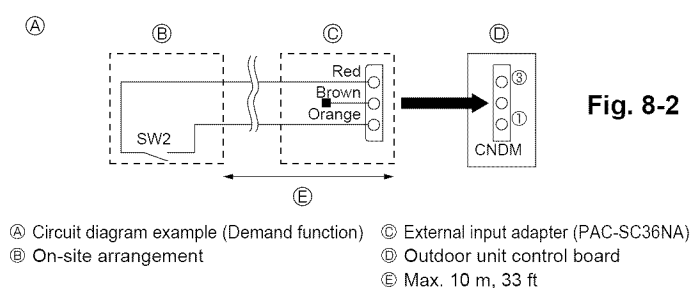 Ⓐ
Ⓑ Ⓒ Ⓓ
Red
Brown
Orange
SW2
③
①
CNDM
Fig. 8-2
Ⓔ
Ⓐ Circuit diagram example (Demand function)
Ⓑ On-site arrangement
Ⓒ External input adapter (PAC-SC36NA)
Ⓓ Outdoor unit control board
Ⓔ Max. 10 m, 33 ft